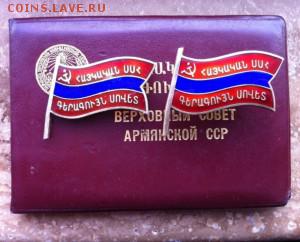 COINS.LAVE.RU
ՀԱՅԿԱԿԱՆ ՍՍՀ
ԳԵՐԱԳՈՒՅՆ ՍՈՎԵՏ
ՀԱՅԿԱԿԱՆ ՍՍՀ
ԳԵՐԱԳՈՒՅՆ ՍՈՎԵՏ
ВЕРХОВНЫЙ СОВЕТ
АРМЯНСКОЙ ССР